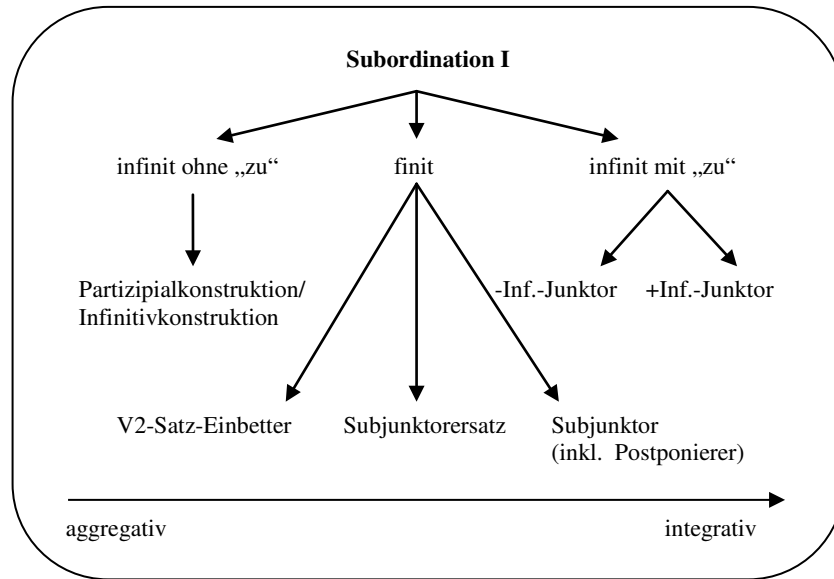 Subordination I
infinit ohne „zu“
finit
infinit mit „zu“
Partizipialkonstruktion/
Infinitivkonstruktion
-Inf.-Junktor
+Inf.-Junktor
V2-Satz-Einbetter
Subjunktorersatz
Subjunktor
(inkl. Postponierer)
aggregativ
integrativ